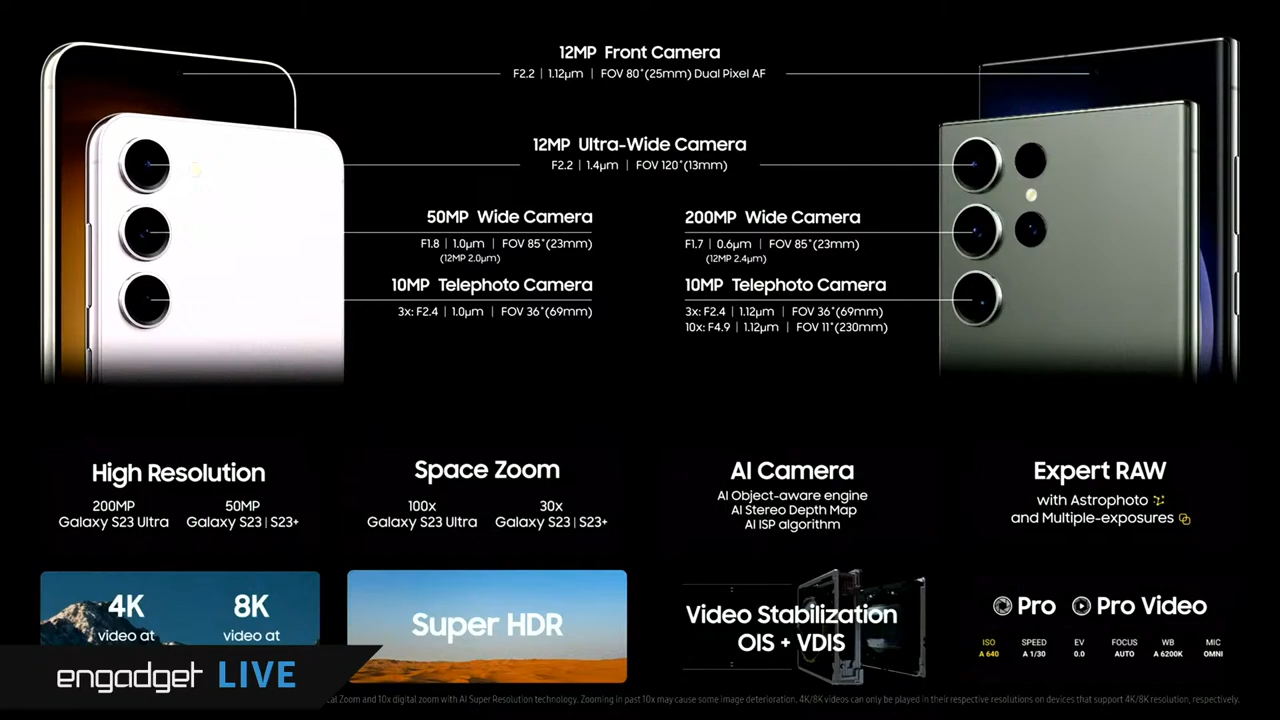 12MP Front Camera
F2.2 | 1.12μm | FOV 80˚(25mm) Dual Pixel AF
12MP Ultra-Wide Camera
F2.2 | 1.4μm | FOV 120˚(13mm)
50MP Wide Camera
F1.8 | 1.0μm | FOV 85˚(23mm)
(12MP 2.0μm)
10MP Telephoto Camera
3x: F2.4 | 1.0μm | FOV 36˚(69mm)
200MP Wide Camera
F1.7 | 0.6μm | FOV 85˚(23mm)
(12MP 2.4μm)
10MP Telephoto Camera
3x: F2.4 | 1.12μm | FOV 36˚(69mm)
10x: F4.9 | 1.12μm | FOV 11˚(230mm)
High Resolution
200MP 50MP
Galaxy S23 Ultra Galaxy S23 | S23+
Space Zoom
100x 30x
Galaxy S23 Ultra Galaxy S23 | S23+
AI Camera
AI Object-aware engine
AI Stereo Depth Map
AI ISP algorithm
Expert RAW
with Astrophoto
and Multiple-exposures
4K 8K
video at video at
Super HDR
Video Stabilization
OIS + VDIS
Pro Pro Video
ISO SPEED EV FOCUS WB MIC
A 640 A 1/30 0.0 AUTO A 6200K OMNI
engadget LIVE
Zoom and 10x digital zoom with AI Super Resolution technology. Zooming in past 10x may cause some image deterioration. 4K/8K videos can only be played in their respective resolutions on devices that support 4K/8K resolution, respectively.